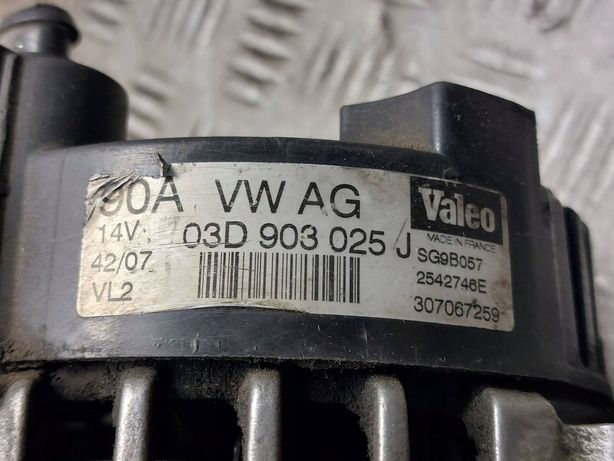 90A VW AG
14V 03D 903 025 J
42/07
VL2
Valeo
MADE IN FRANCE
SG9B057
2542746E
307067259